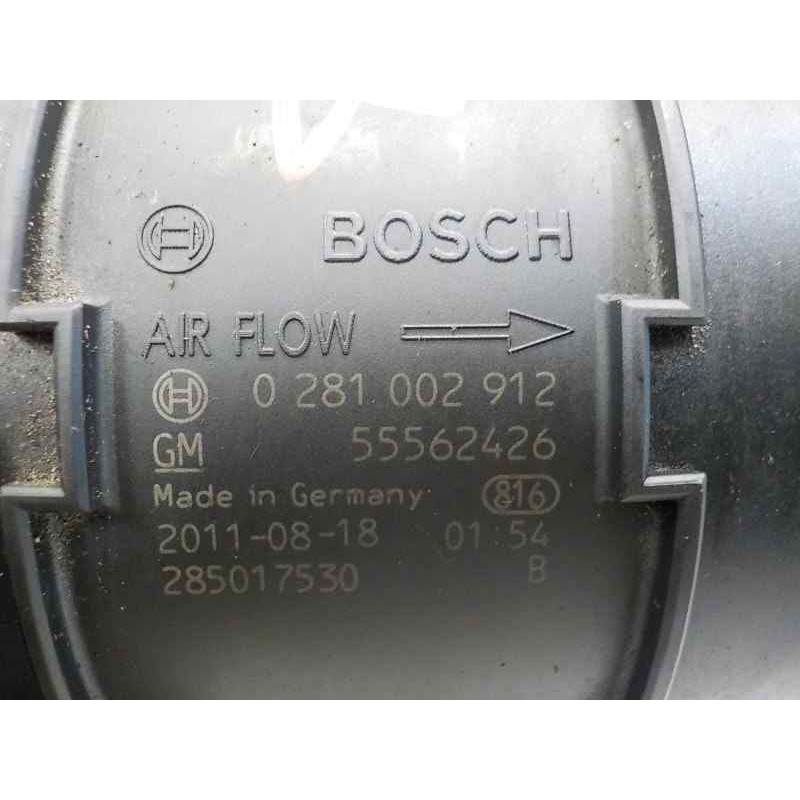 BOSCH
AIR FLOW
0 281 002 912
GM 55562426
Made in Germany 816
2011-08-18 01:54
285017530 B